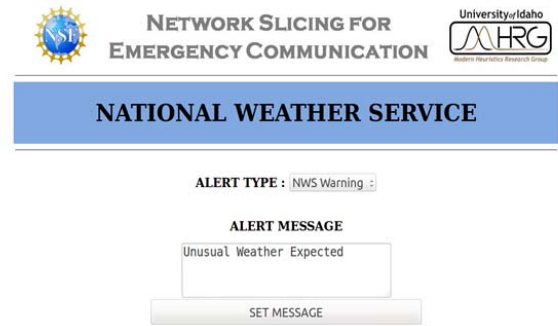 NSF
NETWORK SLICING FOR
EMERGENCY COMMUNICATION
University of Idaho
MHRG
Modern Heuristics Research Group
NATIONAL WEATHER SERVICE
ALERT TYPE : NWS Warning
ALERT MESSAGE
Unusual Weather Expected
SET MESSAGE